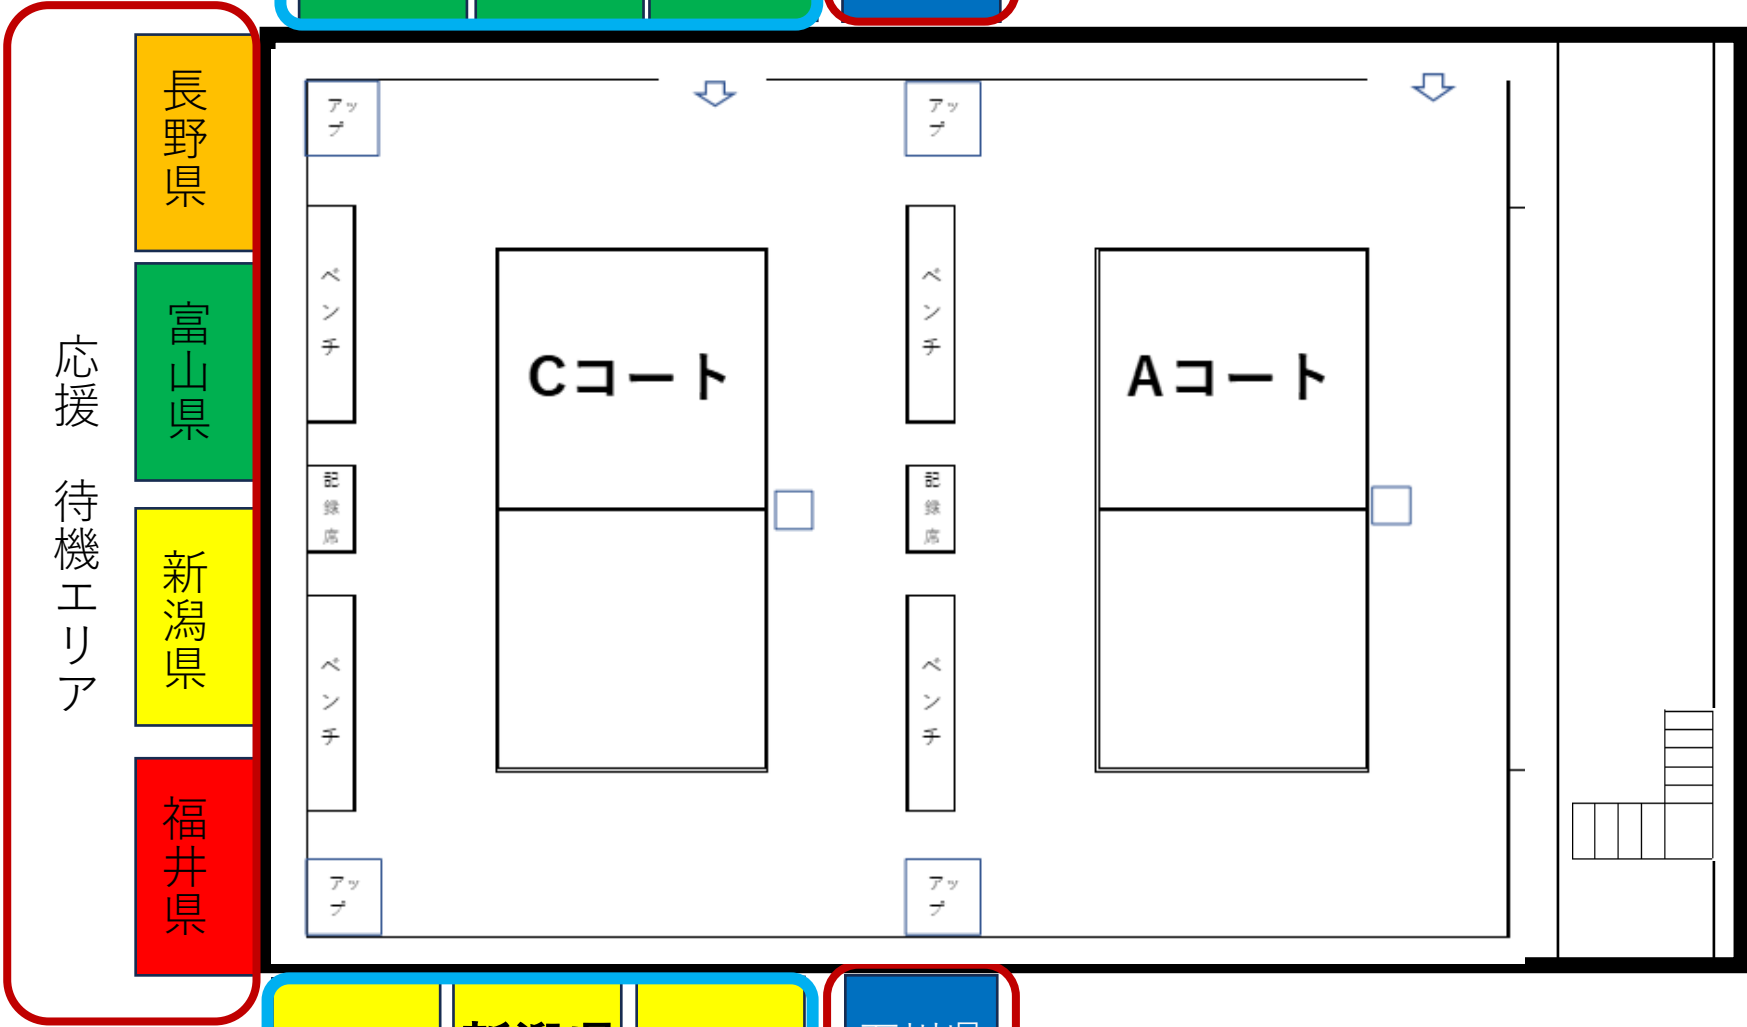 応援　待機エリア
長野県
富山県
新潟県
福井県
アッ
プ
アッ
プ
ベンチ
ベンチ
Cコート
Aコート
記録席
記録席
ベンチ
ベンチ
アッ
プ
アッ
プ